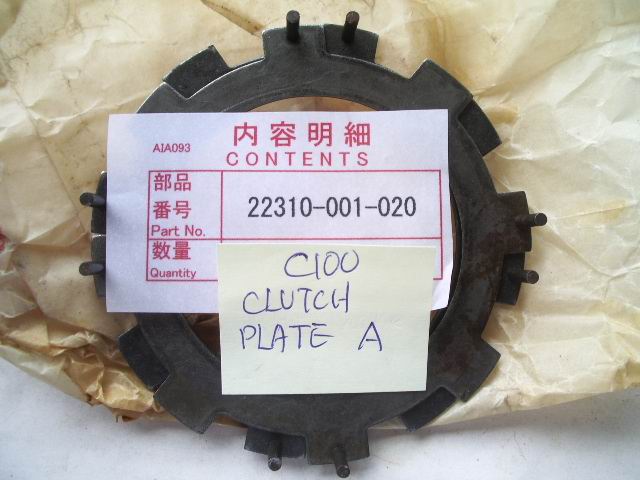 AIA093
内容明細
CONTENTS
部品
番号
Part No.
22310-001-020
数量
Quantity
C100
CLUTCH
PLATE A